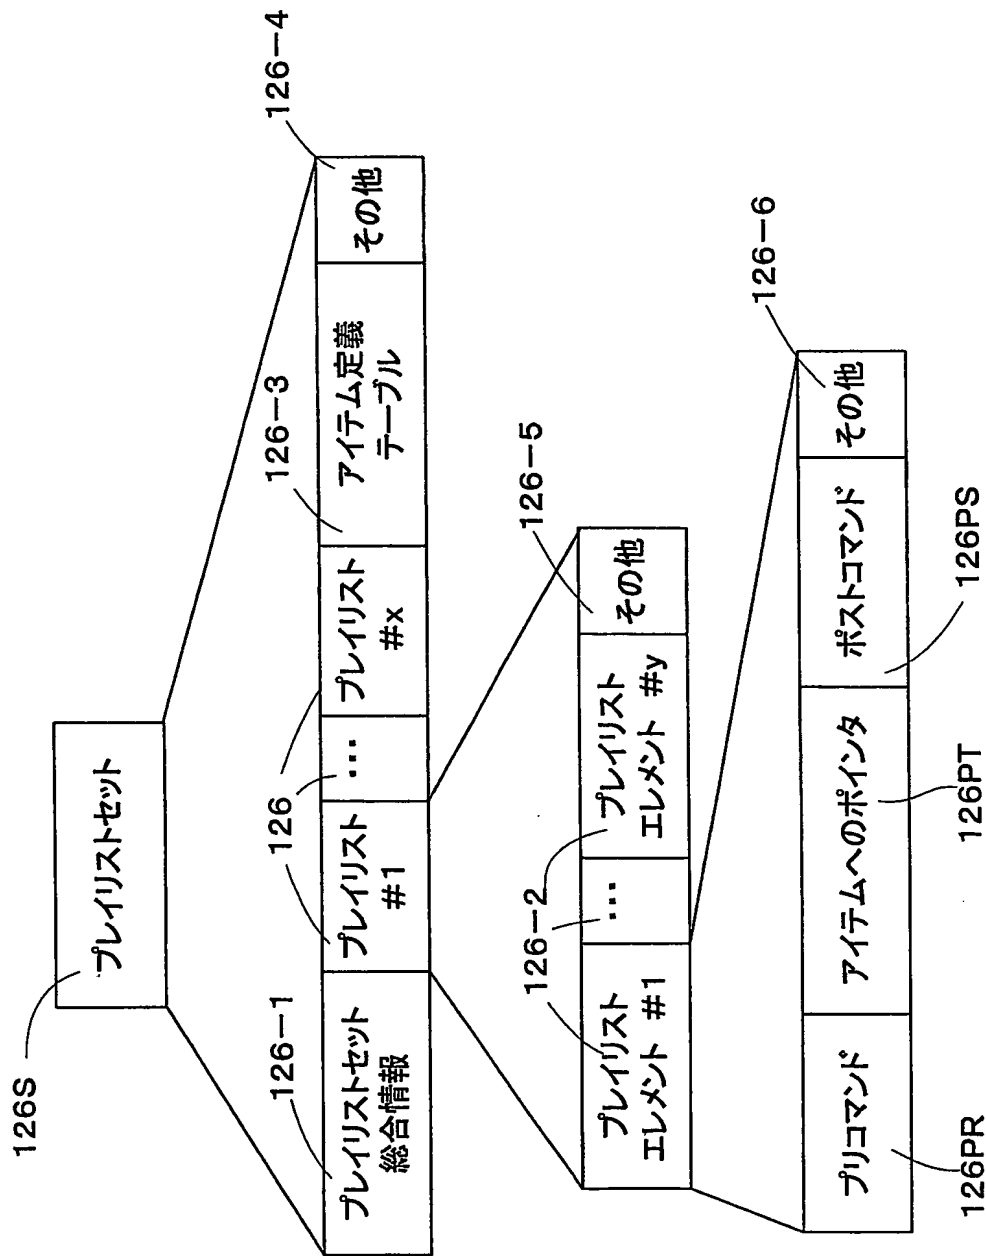 126S
プレイリストセット
126−1
126
126−3
126−4
プレイリストセット
総合情報
プレイリスト
#1
...
プレイリスト
#x
アイテム定義
テーブル
その他
126−2
126−5
プレイリスト
エレメント #1
...
プレイリスト
エレメント #y
その他
126−6
プリコマンド
アイテムへのポインタ
ポストコマンド
その他
126PR
126PT
126PS